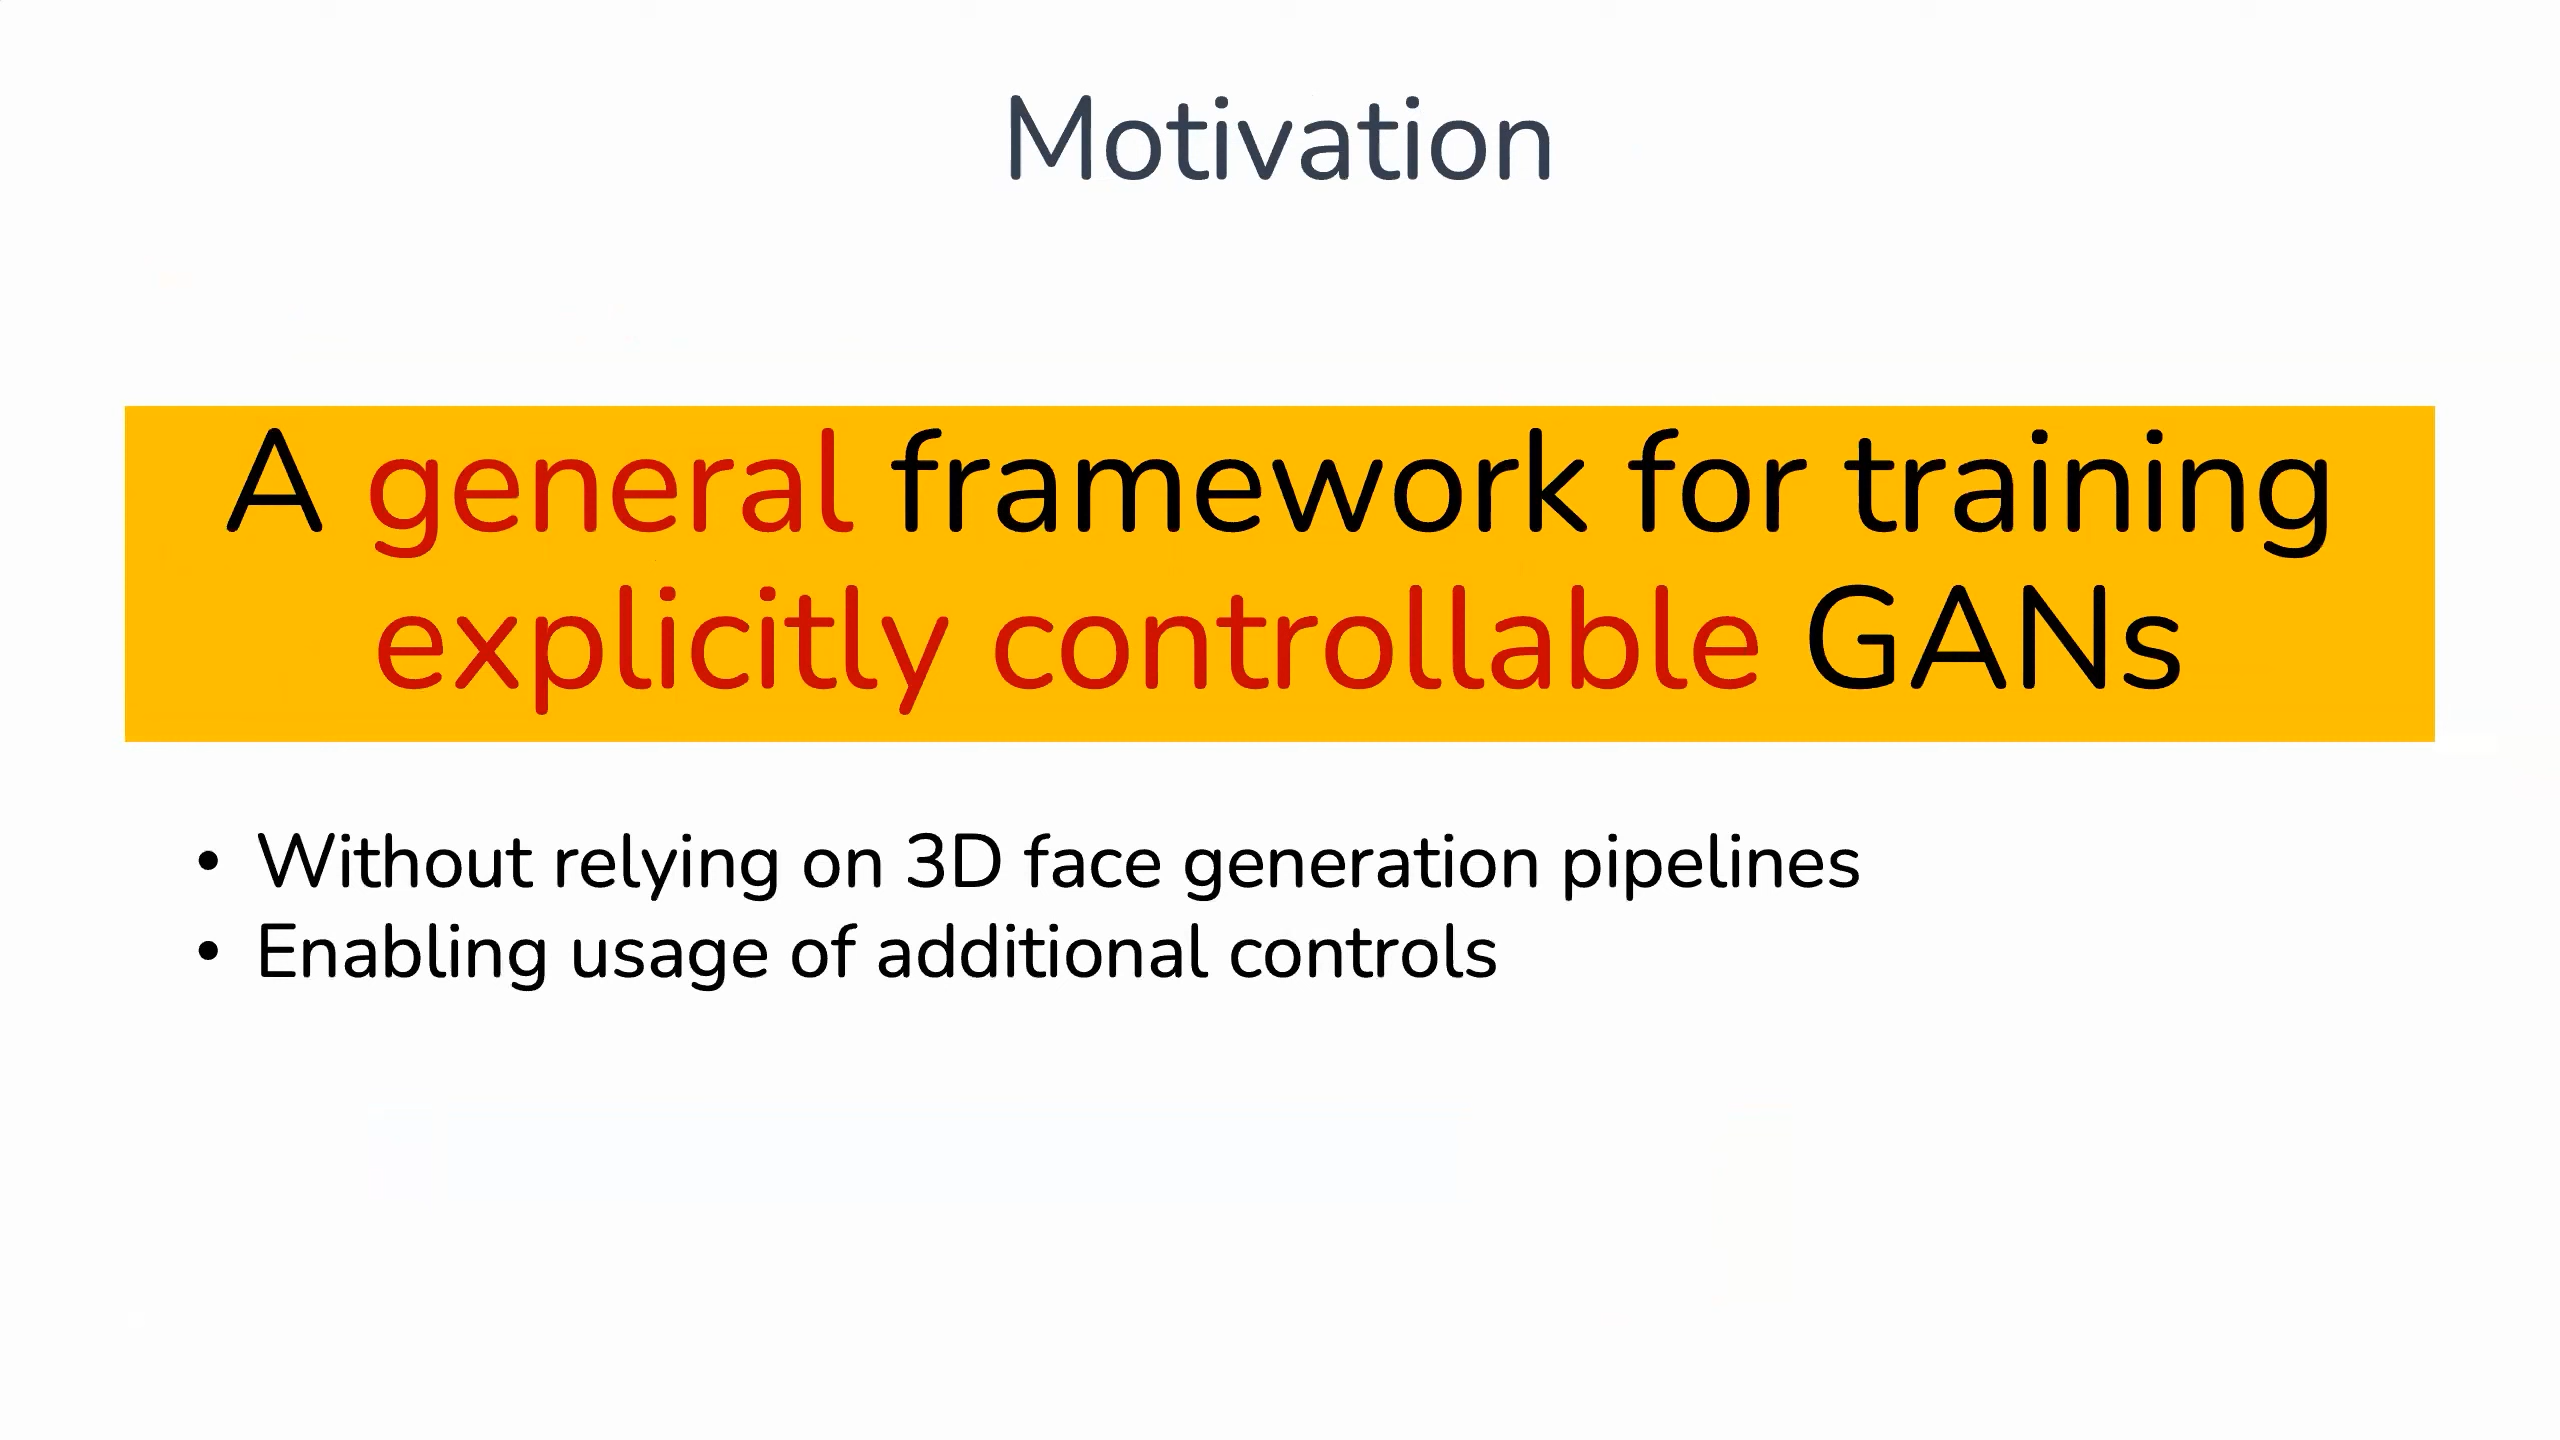 Motivation
A general framework for training
explicitly controllable GANs
• Without relying on 3D face generation pipelines
• Enabling usage of additional controls